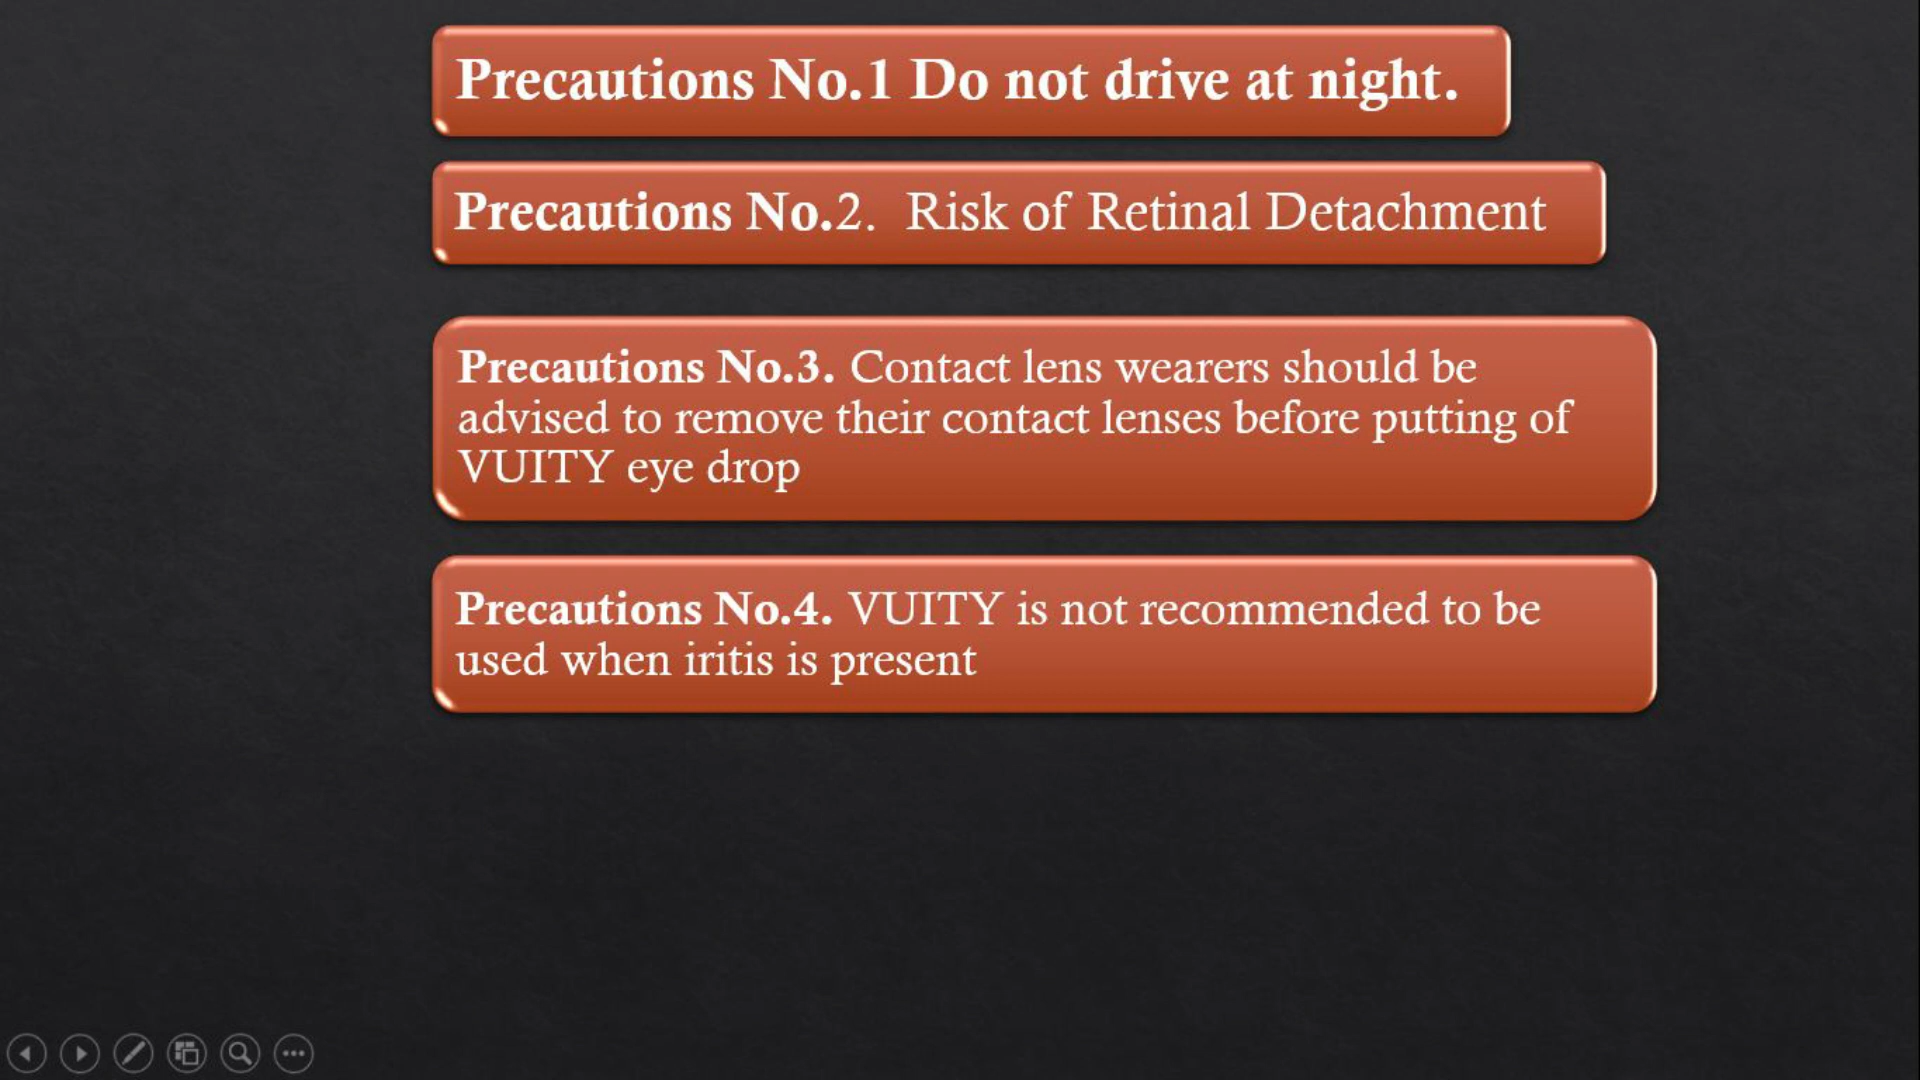 Precautions No.1 Do not drive at night.
Precautions No.2. Risk of Retinal Detachment
Precautions No.3. Contact lens wearers should be
advised to remove their contact lenses before putting of
VUITY eye drop
Precautions No.4. VUITY is not recommended to be
used when iritis is present